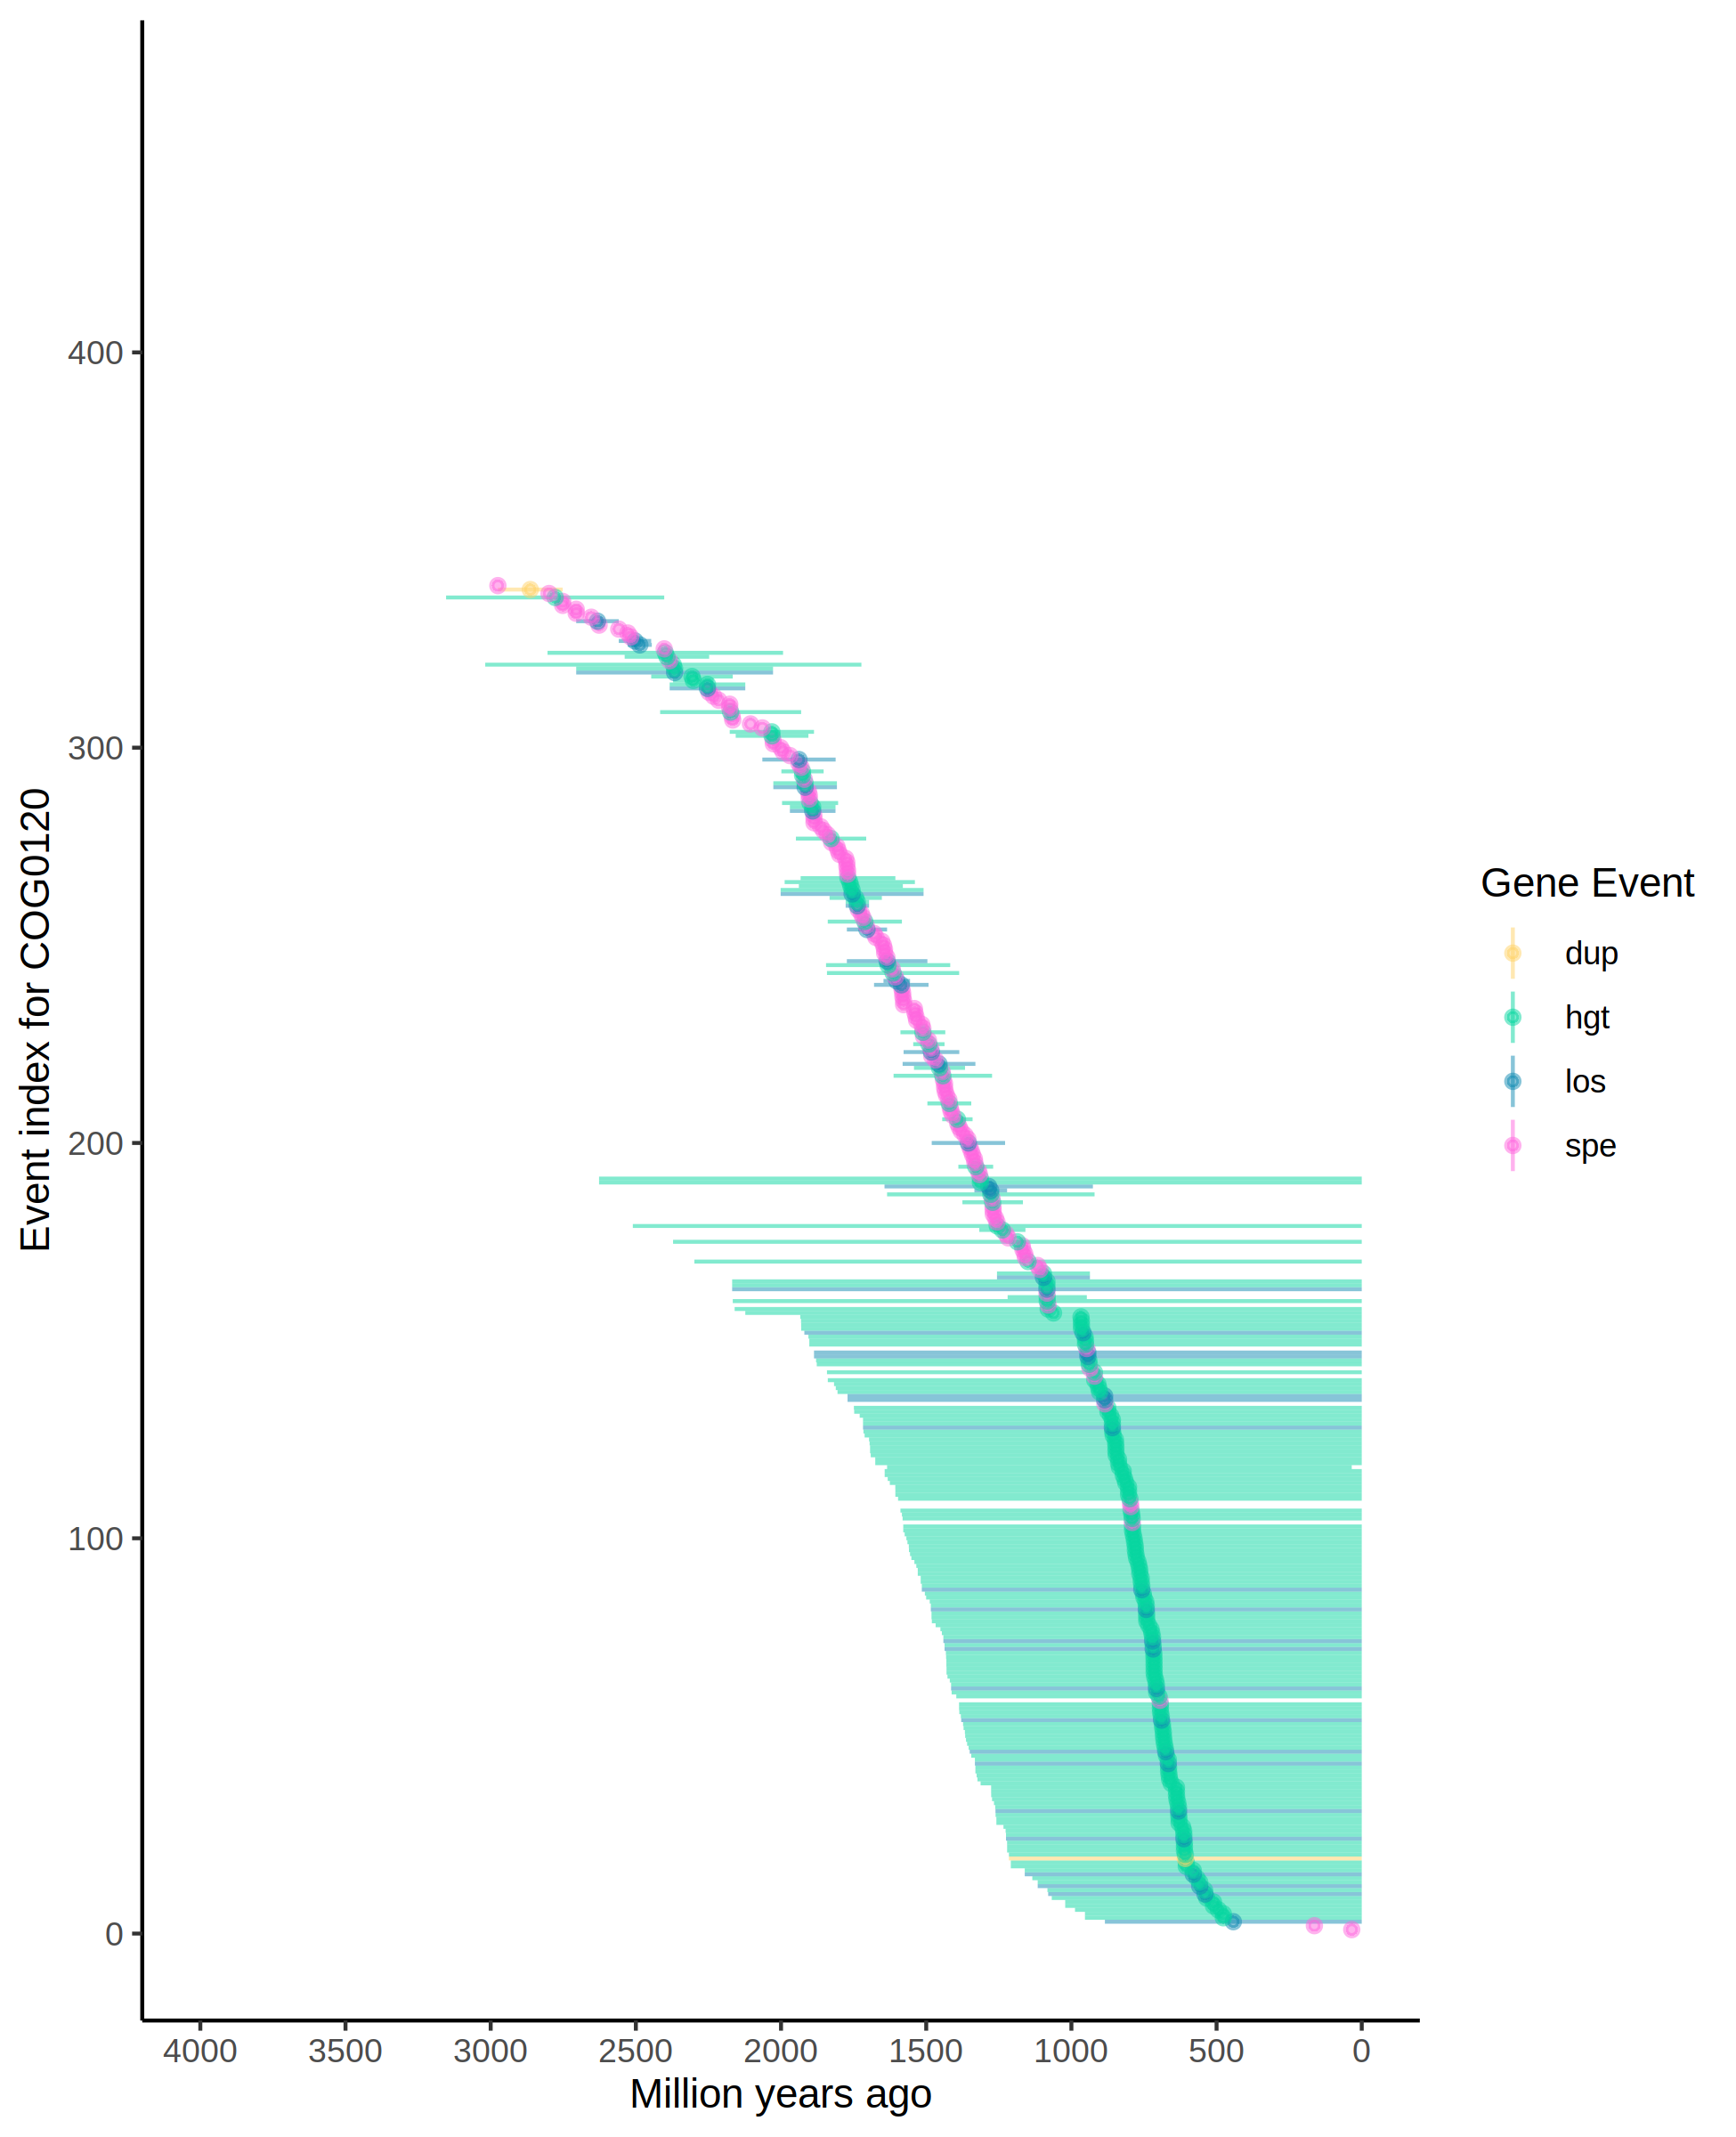 Event index for COG0120
400
300
200
100
0
4000 3500 3000 2500 2000 1500 1000 500 0
Million years ago
Gene Event
dup
hgt
los
spe